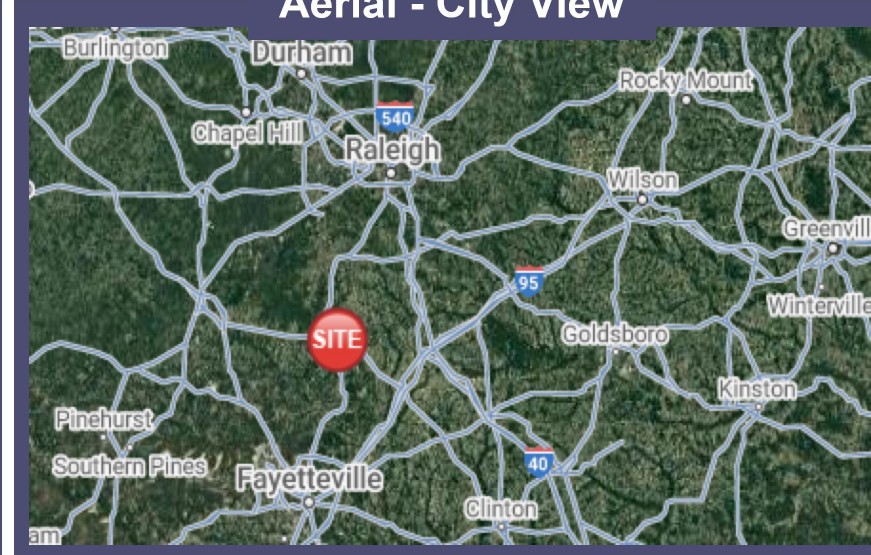 Aerial - City View
Burlington
Durham
Rocky Mount
540
Chapel Hill
Raleigh
Wilson
Greenvill
95
Winterville
SITE
Goldsboro
Kinston
Pinehurst
Southern Pines
40
Fayetteville
Clinton
am